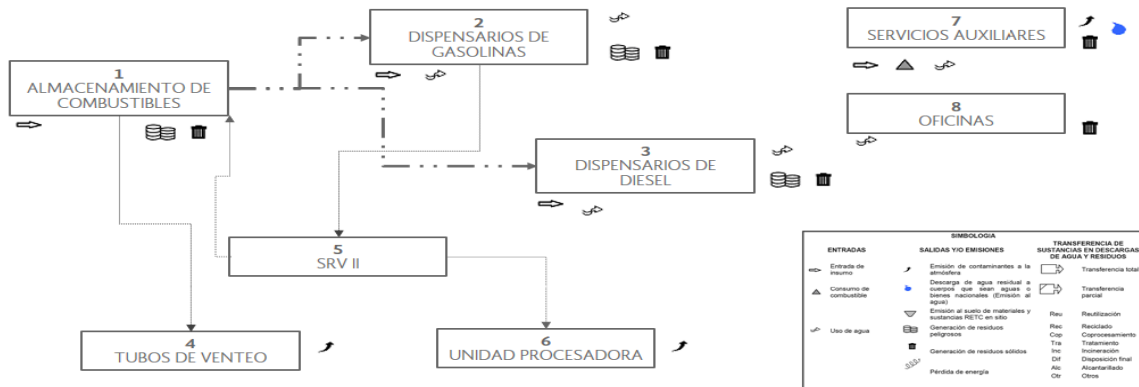 1
ALMACENAMIENTO DE
COMBUSTIBLES
2
DISPENSARIOS DE
GASOLINAS
3
DISPENSARIOS DE
DIESEL
4
TUBOS DE VENTEO
5
SRV II
6
UNIDAD PROCESADORA
7
SERVICIOS AUXILIARES
8
OFICINAS
SIMBOLOGIA
ENTRADAS
Entrada de
insumo
Consumo de
combustible
Uso de agua
SALIDAS Y/O EMISIONES
Emisión de contaminantes a la
atmósfera
Descarga de agua residual a
cuerpos que sean aguas o
bienes nacionales (Emisión al
agua)
Emisión al suelo de materiales y
sustancias RETC en sitio
Generación de residuos
peligrosos
Generación de residuos sólidos
Pérdida de energía
TRANSFERENCIA DE
SUSTANCIAS EN DESCARGAS
DE AGUA Y RESIDUOS
Transferencia total
Transferencia
parcial
Reu Reutilización
Rec Reciclado
Cop Coprocesamiento
Tra Tratamiento
Inc Incineración
Dif Disposición final
Alc Alcantarillado
Otr Otros